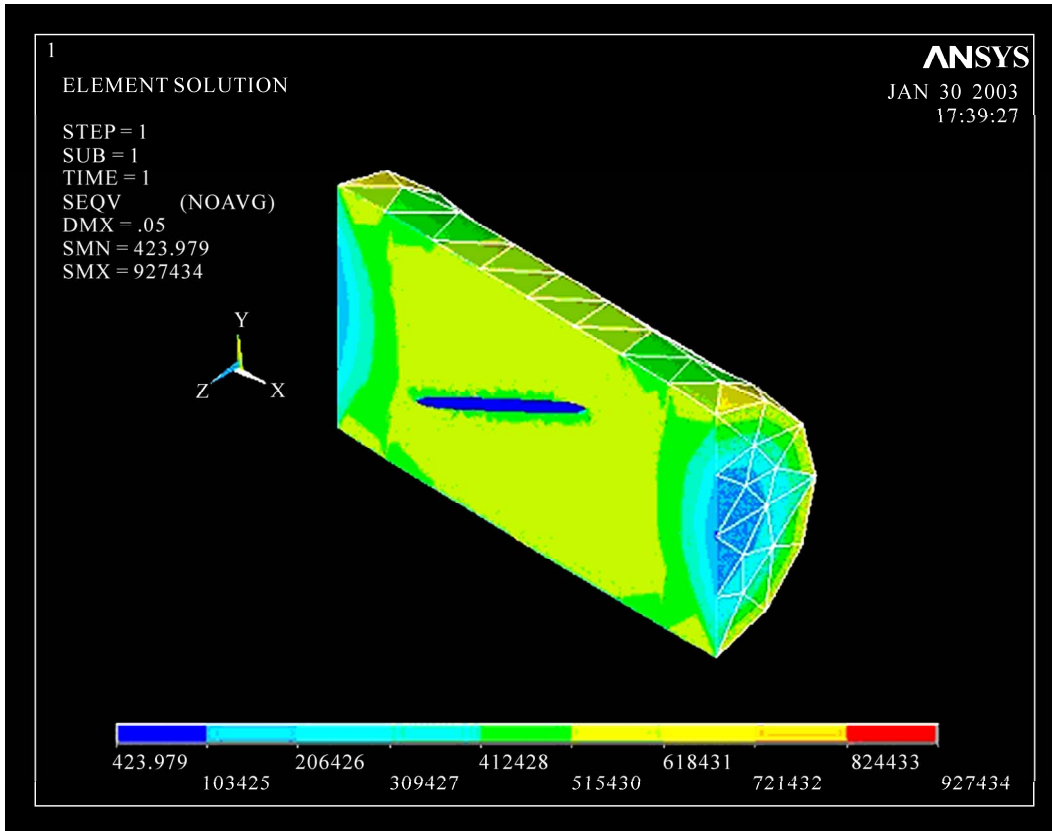 1
ANSYS
ELEMENT SOLUTION
JAN 30 2003
17:39:27
STEP = 1
SUB = 1
TIME = 1
SEQV (NOAVG)
DMX = .05
SMN = 423.979
SMX = 927434
Y
Z X
423.979 206426 412428 618431 824433
103425 309427 515430 721432 927434